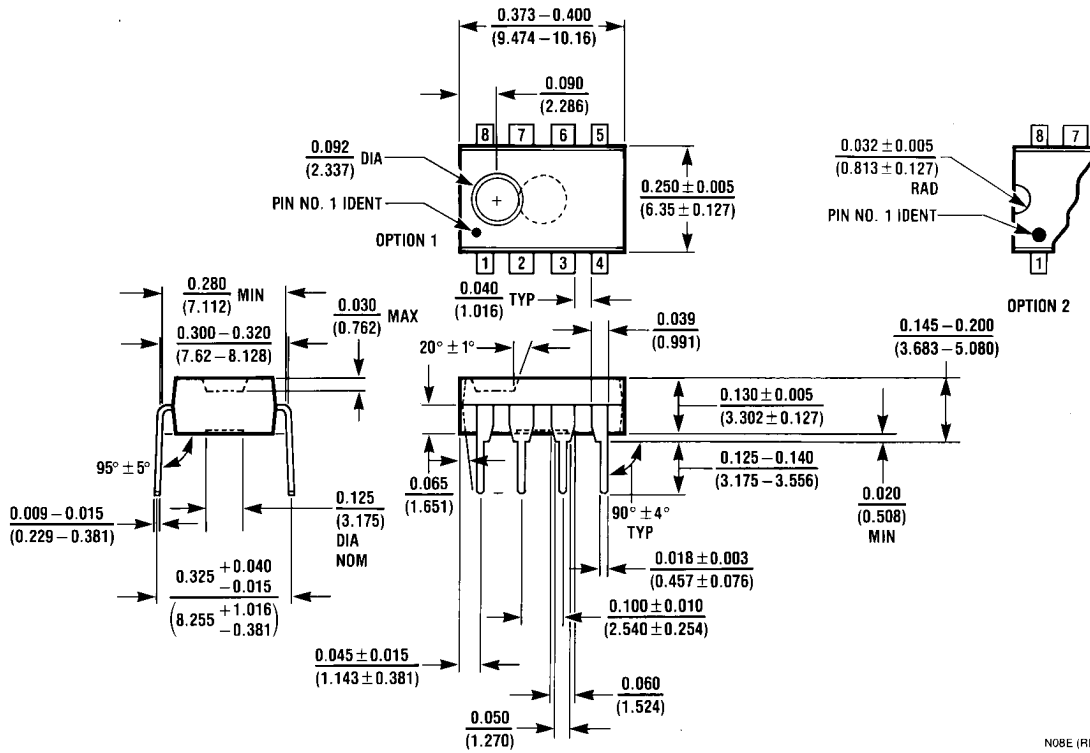 0.373 – 0.400
(9.474 – 10.16)
0.090
(2.286)
8 7 6 5
0.092 DIA
(2.337)
PIN NO. 1 IDENT
OPTION 1
1 2 3 4
0.250 ± 0.005
(6.35 ± 0.127)
8 7
0.032 ± 0.005
(0.813 ± 0.127)
RAD
PIN NO. 1 IDENT
1
OPTION 2
0.280 MIN
(7.112)
0.030 MAX
(0.762)
0.300 – 0.320
(7.62 – 8.128)
0.040 TYP
(1.016)
0.039
(0.991)
0.145 – 0.200
(3.683 – 5.080)
20° ± 1°
0.130 ± 0.005
(3.302 ± 0.127)
95° ± 5°
0.065
(1.651)
0.125 – 0.140
(3.175 – 3.556)
0.020
(0.508)
MIN
90° ± 4°
TYP
0.009 – 0.015
(0.229 – 0.381)
0.125
(3.175)
DIA
NOM
0.018 ± 0.003
(0.457 ± 0.076)
0.325 + 0.040
– 0.015
(8.255 + 1.016
– 0.381)
0.100 ± 0.010
(2.540 ± 0.254)
0.045 ± 0.015
(1.143 ± 0.381)
0.060
(1.524)
0.050
(1.270)
N08E